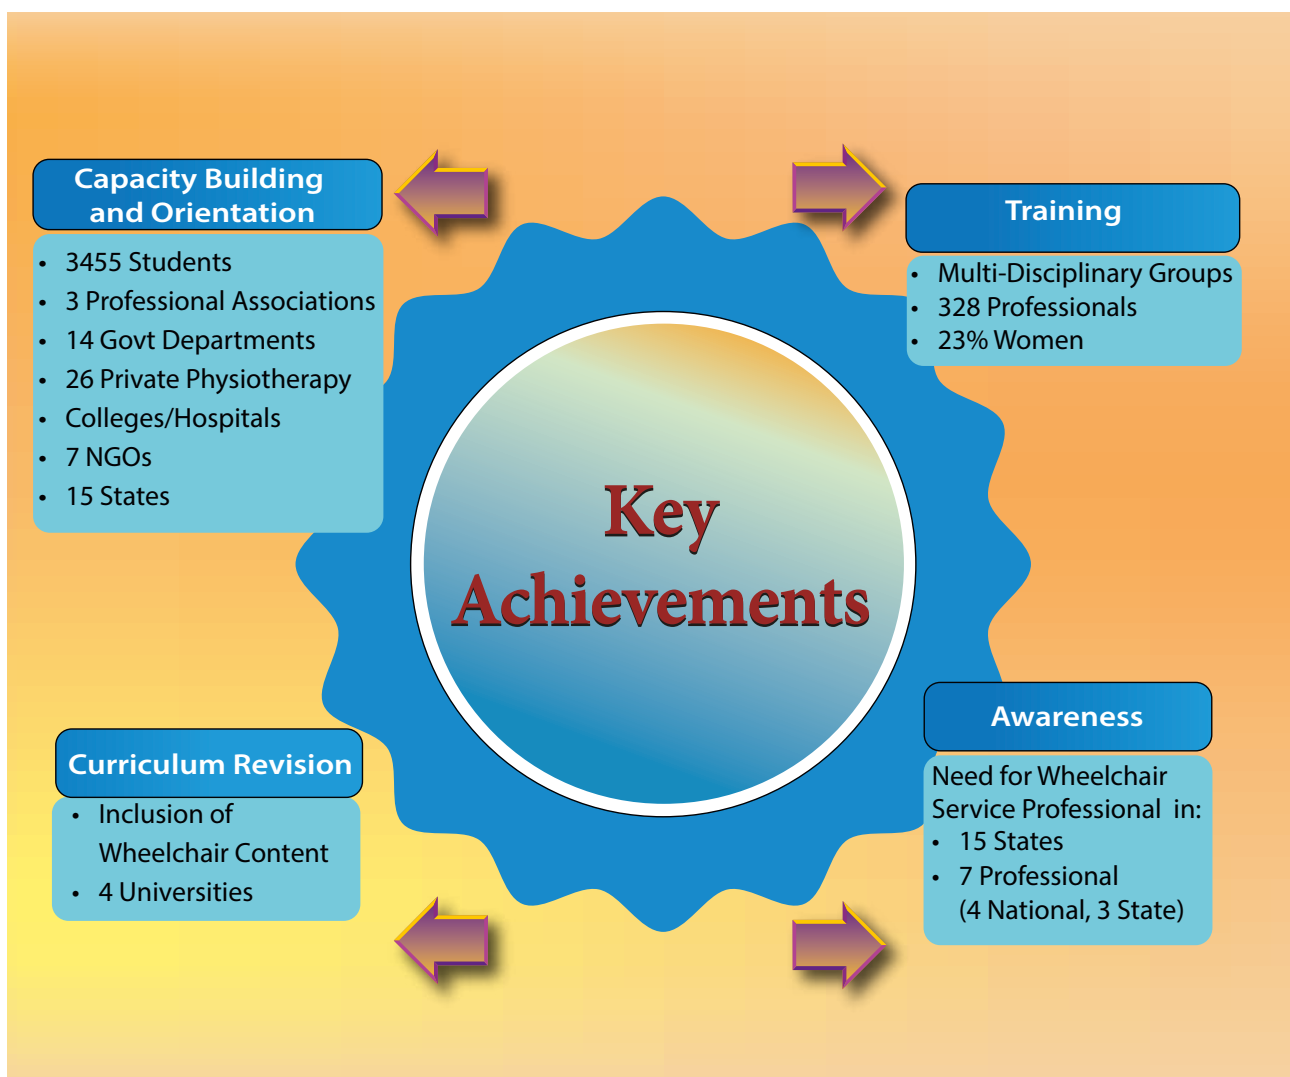 Capacity Building
and Orientation
• 3455 Students
• 3 Professional Associations
• 14 Govt Departments
• 26 Private Physiotherapy
• Colleges/Hospitals
• 7 NGOs
• 15 States
Training
• Multi-Disciplinary Groups
• 328 Professionals
• 23% Women
Key
Achievements
Curriculum Revision
• Inclusion of
Wheelchair Content
• 4 Universities
Awareness
Need for Wheelchair
Service Professional in:
• 15 States
• 7 Professional
(4 National, 3 State)